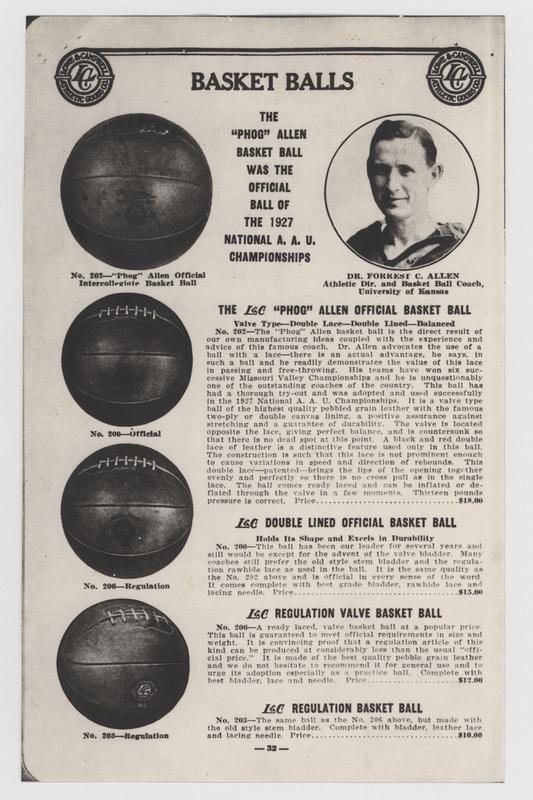 LOWE & CAMPBELL
L&C
ATHLETIC GOODS CO.
LOWE & CAMPBELL
L&C
ATHLETIC GOODS CO.
BASKET BALLS
THE
"PHOG" ALLEN
BASKET BALL
WAS THE
OFFICIAL
BALL OF
THE 1927
NATIONAL A. A. U.
CHAMPIONSHIPS
No. 202—"Phog" Allen Official
Intercollegiate Basket Ball
DR. FORREST C. ALLEN
Athletic Dir. and Basket Ball Coach,
University of Kansas
No. 200—Official
No. 206—Regulation
No. 203—Regulation
THE L&C "PHOG" ALLEN OFFICIAL BASKET BALL
Valve Type—Double Lace—Double Lined—Balanced
No. 202—The "Phog" Allen basket ball is the direct result of
our own manufacturing ideas coupled with the experience and
advice of this famous coach. Dr. Allen advocates the use of a
ball with a lace—there is an actual advantage, he says, in
such a ball and he readily demonstrates the value of this lace
in passing and free-throwing. His teams have won six suc-
cessive Missouri Valley Championships and he is unquestionably
one of the outstanding coaches of the country. This ball has
had a thorough try-out and was adopted and used successfully
in the 1927 National A. A. U. Championships. It is a valve type
ball of the highest quality pebbled grain leather with the famous
two-ply or double canvas lining, a positive assurance against
stretching and a guarantee of durability. The valve is located
opposite the lace, giving perfect balance, and is countersunk so
that there is no dead spot at this point. A black and red double
lace of leather is a distinctive feature used only in this ball.
The construction is such that this lace is not prominent enough
to cause variations in speed and direction of rebounds. This
double lace—patented—brings the lips of the opening together
evenly and perfectly so there is no cross pull as in the single
lace. The ball comes ready laced and can be inflated or de-
flated through the valve in a few moments. Thirteen pounds
pressure is correct. Price................................$18.00
L&C DOUBLE LINED OFFICIAL BASKET BALL
Holds Its Shape and Excels in Durability
No. 200—This ball has been our leader for several years and
still would be except for the advent of the valve bladder. Many
coaches still prefer the old style stem bladder and the regula-
tion rawhide lace as used in the ball. It is the same quality as
the No. 202 above and is official in every sense of the word.
It comes complete with best grade bladder, rawhide lace and
lacing needle. Price.....................................$15.00
L&C REGULATION VALVE BASKET BALL
No. 206—A ready laced, valve basket ball at a popular price.
This ball is guaranteed to meet official requirements in size and
weight. It is convincing proof that a regulation article of this
kind can be produced at considerably less than the usual "offi-
cial price." It is made of the best quality pebble grain leather
and we do not hesitate to recommend it for general use and to
urge its adoption especially as a practice ball. Complete with
best bladder, lace and needle. Price......................$12.00
L&C REGULATION BASKET BALL
No. 203—The same ball as the No. 206 above, but made with
the old style stem bladder. Complete with bladder, leather lace
and lacing needle. Price.................................$10.00
—32—